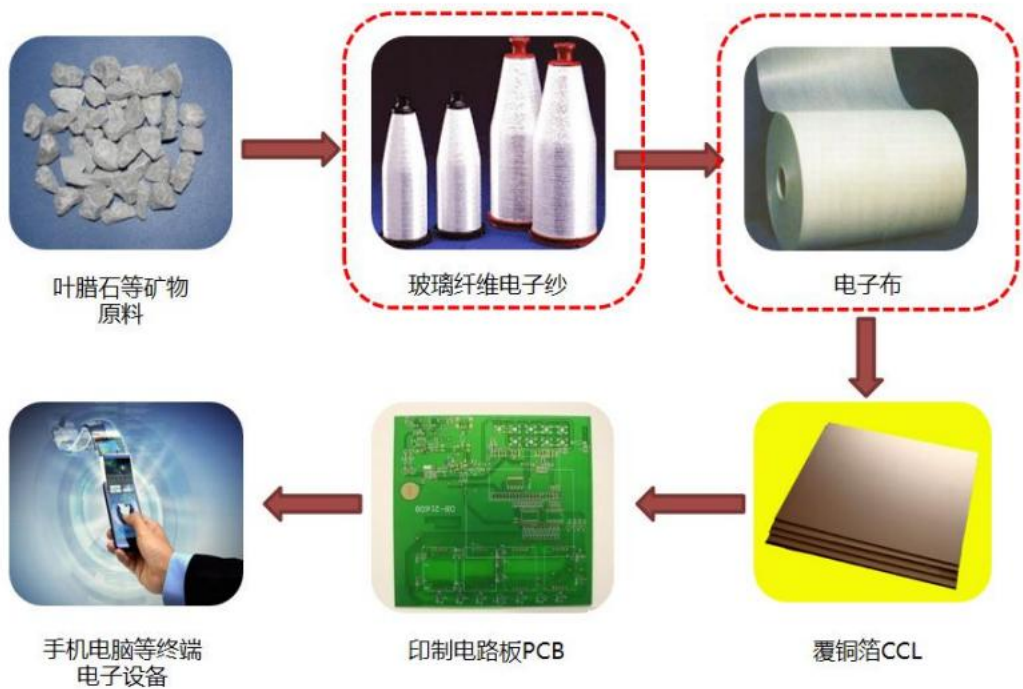 叶腊石等矿物
原料
玻璃纤维电子纱
电子布
手机电脑等终端
电子设备
印制电路板PCB
覆铜箔CCL